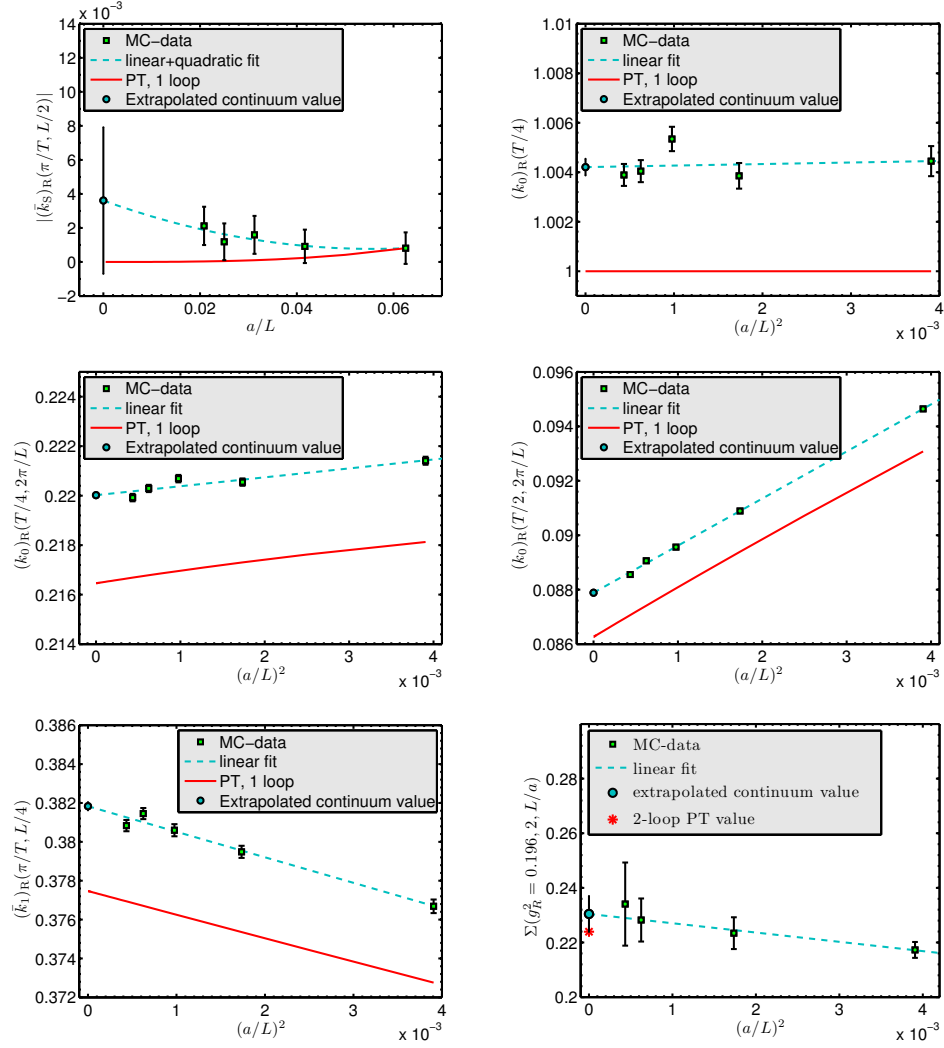 x 10⁻³
14
12
10
8
6
4
2
0
−2
MC−data
linear+quadratic fit
PT, 1 loop
Extrapolated continuum value
|(k̄_S)_R(π/T, L/2)|
0 0.02 0.04 0.06
a/L
1.01
1.008
1.006
1.004
1.002
1
MC−data
linear fit
PT, 1 loop
Extrapolated continuum value
(k₀)_R(T/4)
0 2 4
(a/L)²
x 10⁻³
0.224
0.222
0.22
0.218
0.216
0.214
MC−data
linear fit
PT, 1 loop
Extrapolated continuum value
(k₀)_R(T/4, 2π/L)
0 1 2 3 4
(a/L)²
x 10⁻³
0.096
0.094
0.092
0.09
0.088
0.086
MC−data
linear fit
PT, 1 loop
Extrapolated continuum value
(k₀)_R(T/2, 2π/L)
0 1 2 3 4
(a/L)²
x 10⁻³
0.386
0.384
0.382
0.38
0.378
0.376
0.374
0.372
MC−data
linear fit
PT, 1 loop
Extrapolated continuum value
(k̄₁)_R(π/T, L/4)
0 1 2 3 4
(a/L)²
x 10⁻³
0.28
0.26
0.24
0.22
0.2
MC-data
linear fit
extrapolated continuum value
2-loop PT value
Σ(g²_R = 0.196, 2, L/a)
0 1 2 3 4
(a/L)²
x 10⁻³